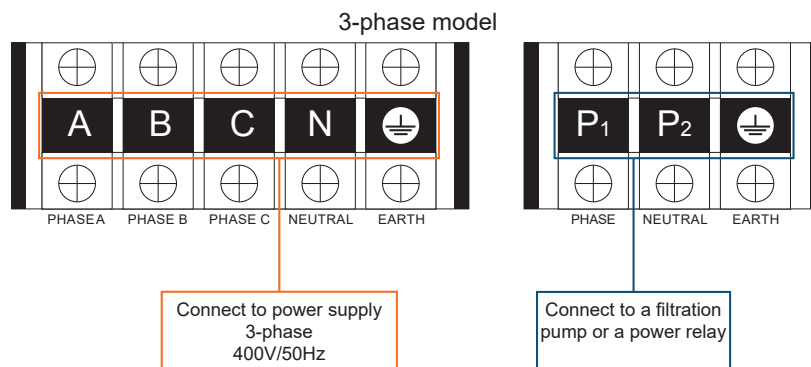 3-phase model
A B C N
P1 P2
PHASE A PHASE B PHASE C NEUTRAL EARTH
PHASE NEUTRAL EARTH
Connect to power supply
3-phase
400V/50Hz
Connect to a filtration
pump or a power relay